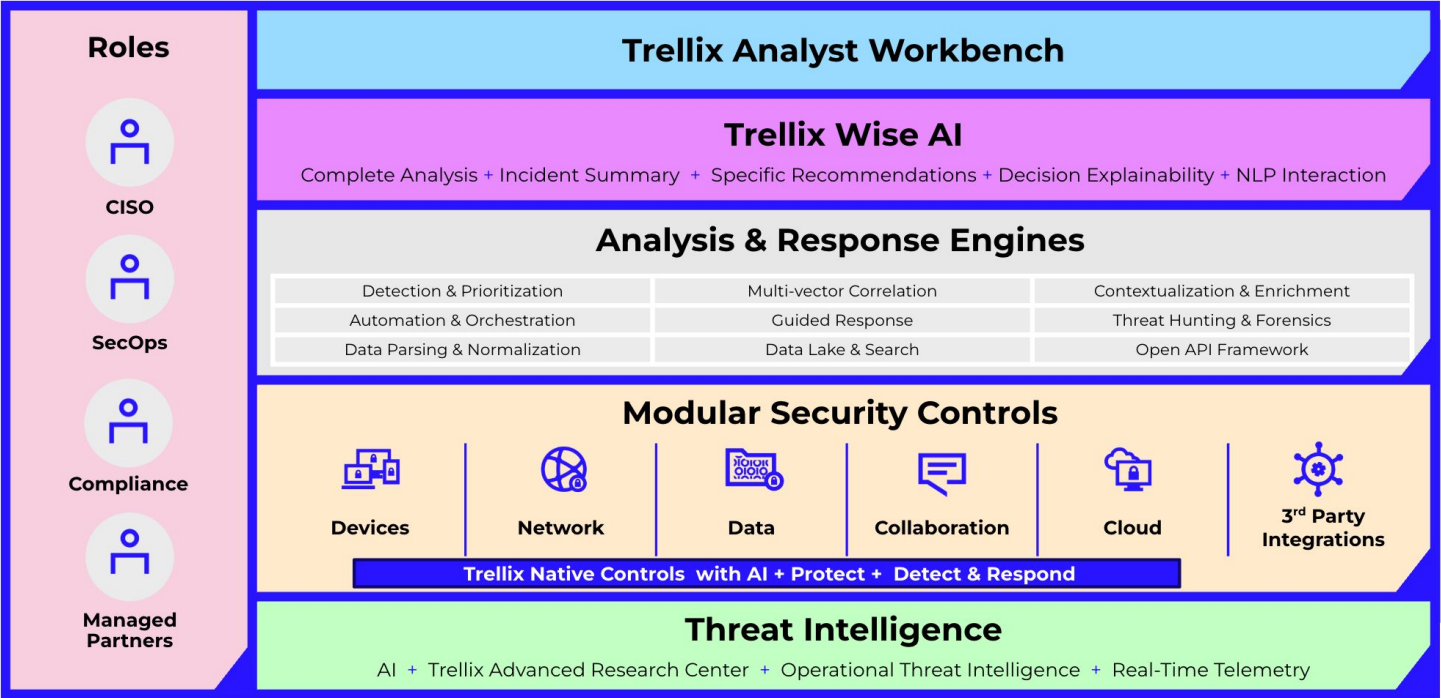 Roles
CISO
SecOps
Compliance
Managed
Partners
Trellix Analyst Workbench
Trellix Wise AI
Complete Analysis + Incident Summary + Specific Recommendations + Decision Explainability + NLP Interaction
Analysis & Response Engines
Detection & Prioritization
Multi-vector Correlation
Contextualization & Enrichment
Automation & Orchestration
Guided Response
Threat Hunting & Forensics
Data Parsing & Normalization
Data Lake & Search
Open API Framework
Modular Security Controls
Devices
Network
Data
Collaboration
Cloud
3rd Party
Integrations
Trellix Native Controls with AI + Protect + Detect & Respond
Threat Intelligence
AI + Trellix Advanced Research Center + Operational Threat Intelligence + Real-Time Telemetry